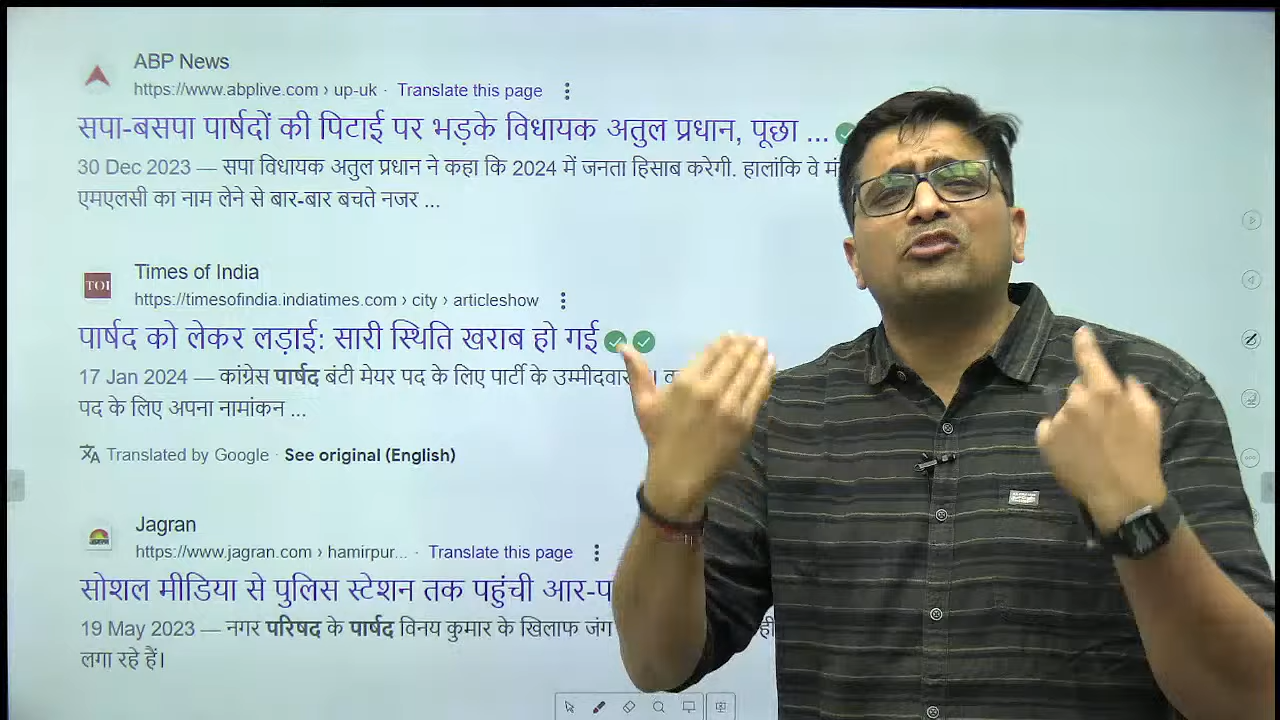 ABP News
https://www.abplive.com › up-uk · Translate this page
सपा-बसपा पार्षदों की पिटाई पर भड़के विधायक अतुल प्रधान, पूछा ...
30 Dec 2023 — सपा विधायक अतुल प्रधान ने कहा कि 2024 में जनता हिसाब करेगी. हालांकि वे
एमएलसी का नाम लेने से बार-बार बचते नजर ...
Times of India
TOI
https://timesofindia.indiatimes.com › city › articleshow
पार्षद को लेकर लड़ाई: सारी स्थिति खराब हो गई
17 Jan 2024 — कांग्रेस पार्षद बंटी मेयर पद के लिए पार्टी के
पद के लिए अपना नामांकन ...
Translated by Google · See original (English)
Jagran
https://www.jagran.com › hamirpur... · Translate this page
सोशल मीडिया से पुलिस स्टेशन तक पहुंची
19 May 2023 — नगर परिषद के पार्षद विनय कुमार के खिलाफ जंग
लगा रहे हैं।